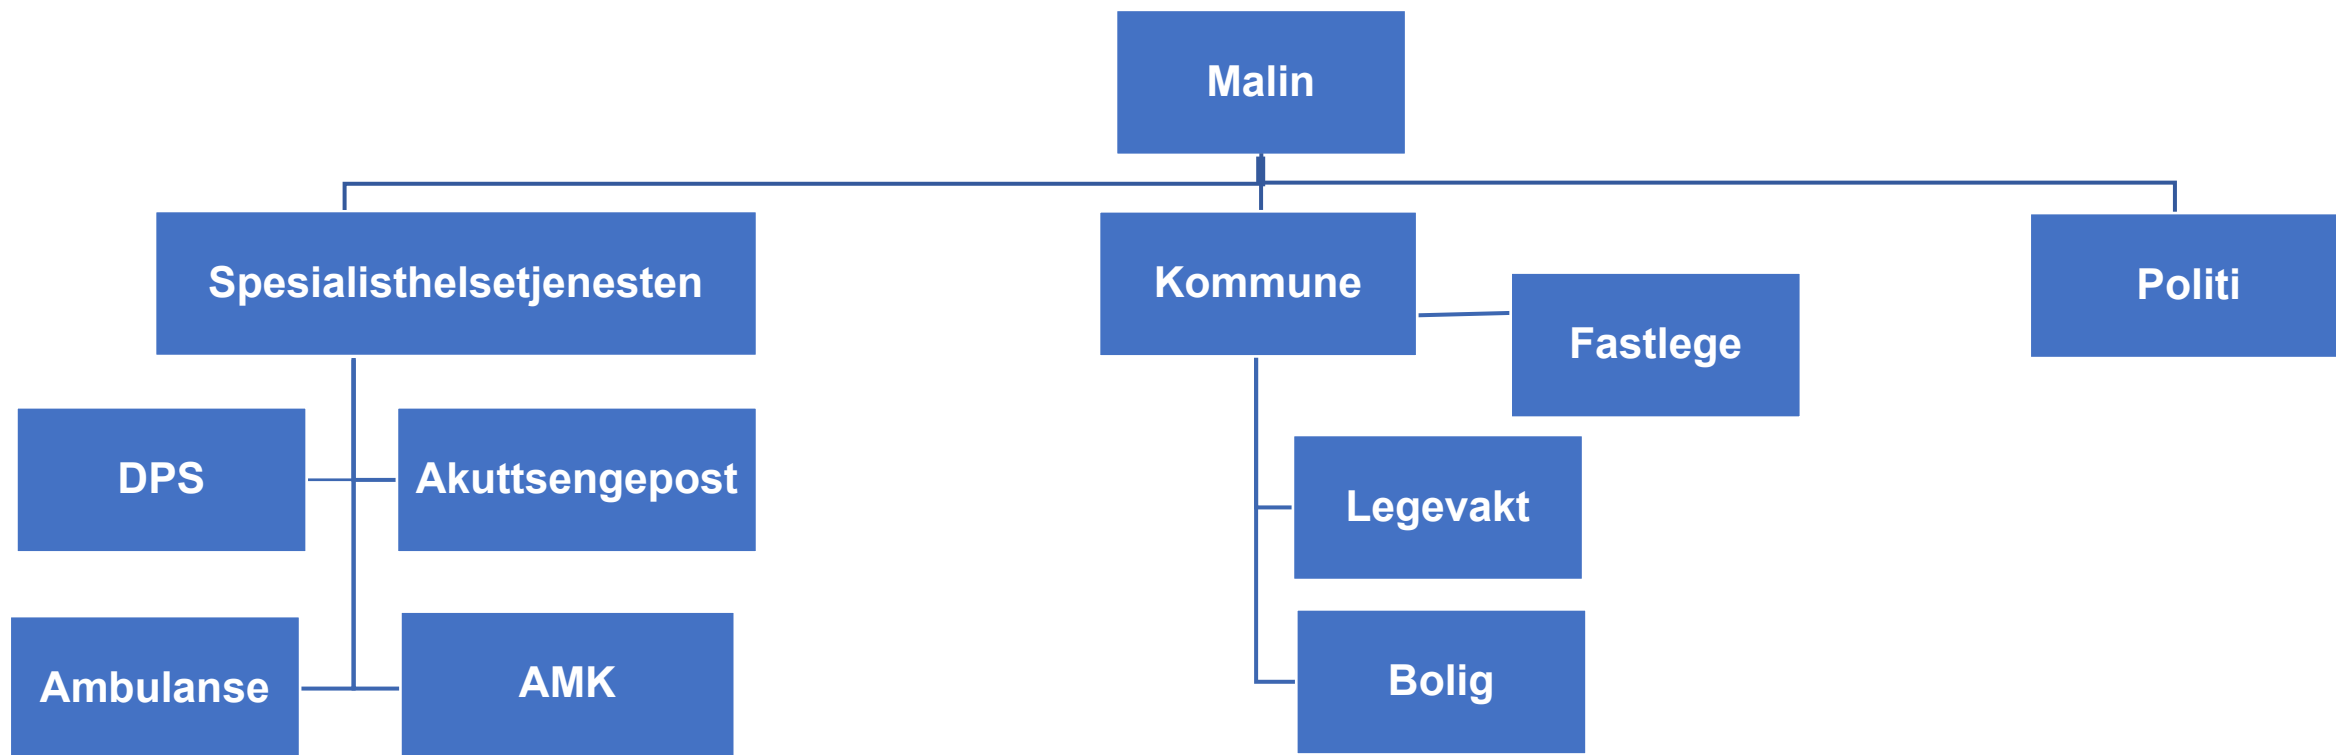 Malin
Spesialisthelsetjenesten
Kommune
Politi
Fastlege
DPS
Akuttsengepost
Legevakt
Ambulanse
AMK
Bolig